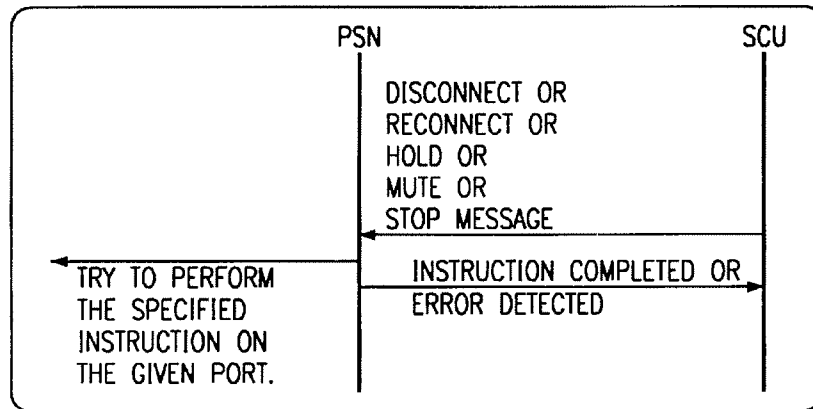 PSN
SCU
DISCONNECT OR
RECONNECT OR
HOLD OR
MUTE OR
STOP MESSAGE
TRY TO PERFORM
THE SPECIFIED
INSTRUCTION ON
THE GIVEN PORT.
INSTRUCTION COMPLETED OR
ERROR DETECTED